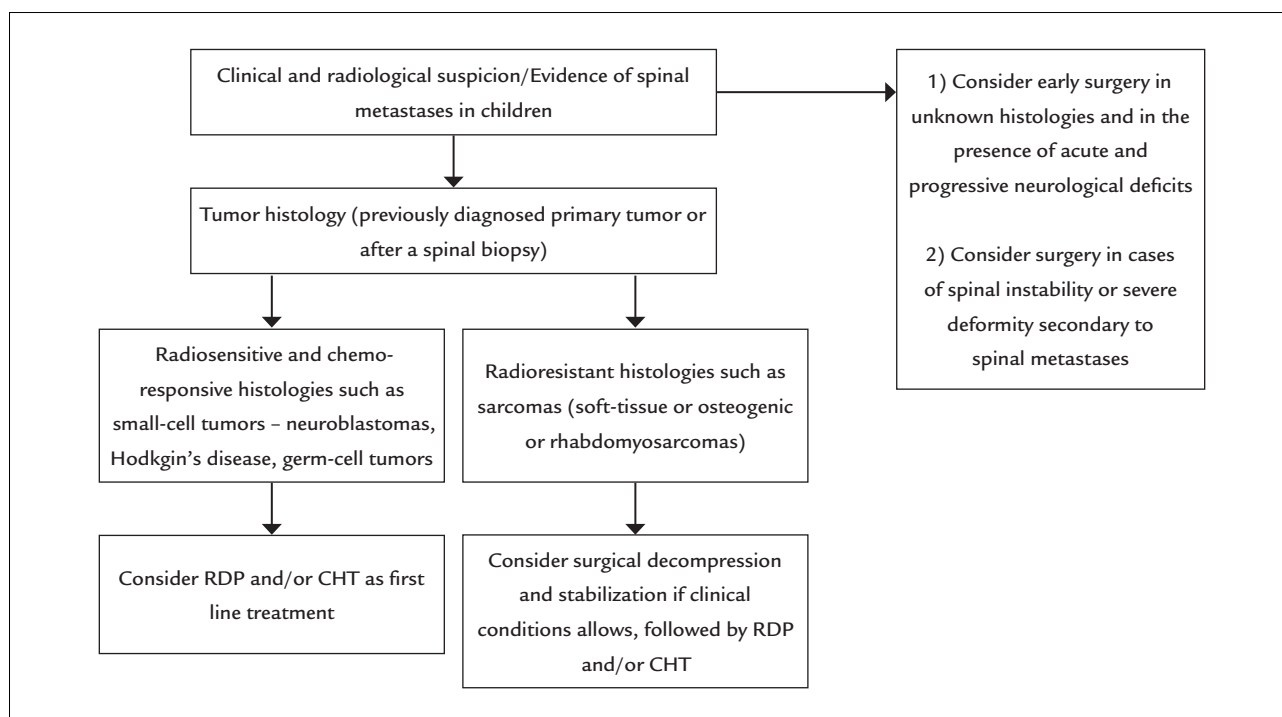 Clinical and radiological suspicion/Evidence of spinal
metastases in children
1) Consider early surgery in
unknown histologies and in the
presence of acute and
progressive neurological deficits
2) Consider surgery in cases
of spinal instability or severe
deformity secondary to
spinal metastases
Tumor histology (previously diagnosed primary tumor or
after a spinal biopsy)
Radiosensitive and chemo-
responsive histologies such as
small-cell tumors – neuroblastomas,
Hodkgin's disease, germ-cell tumors
Radioresistant histologies such as
sarcomas (soft-tissue or osteogenic
or rhabdomyosarcomas)
Consider RDP and/or CHT as first
line treatment
Consider surgical decompression
and stabilization if clinical
conditions allows, followed by RDP
and/or CHT